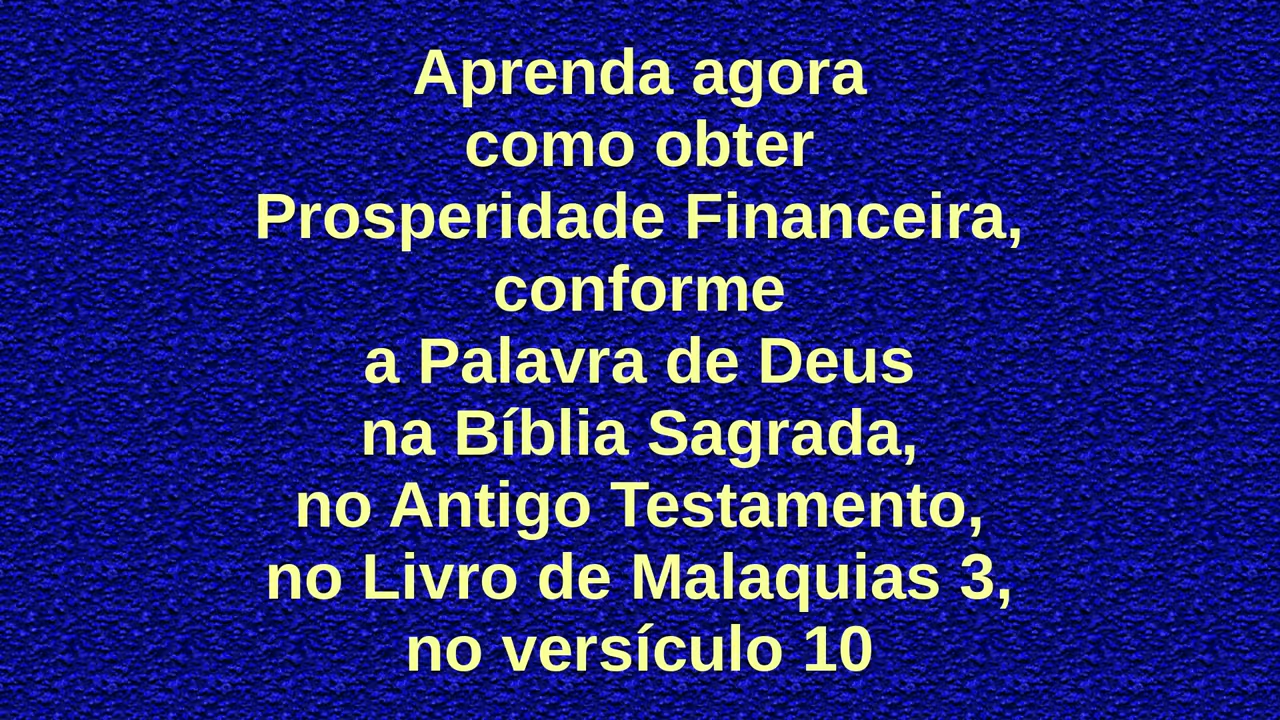 Aprenda agora
como obter
Prosperidade Financeira,
conforme
a Palavra de Deus
na Bíblia Sagrada,
no Antigo Testamento,
no Livro de Malaquias 3,
no versículo 10